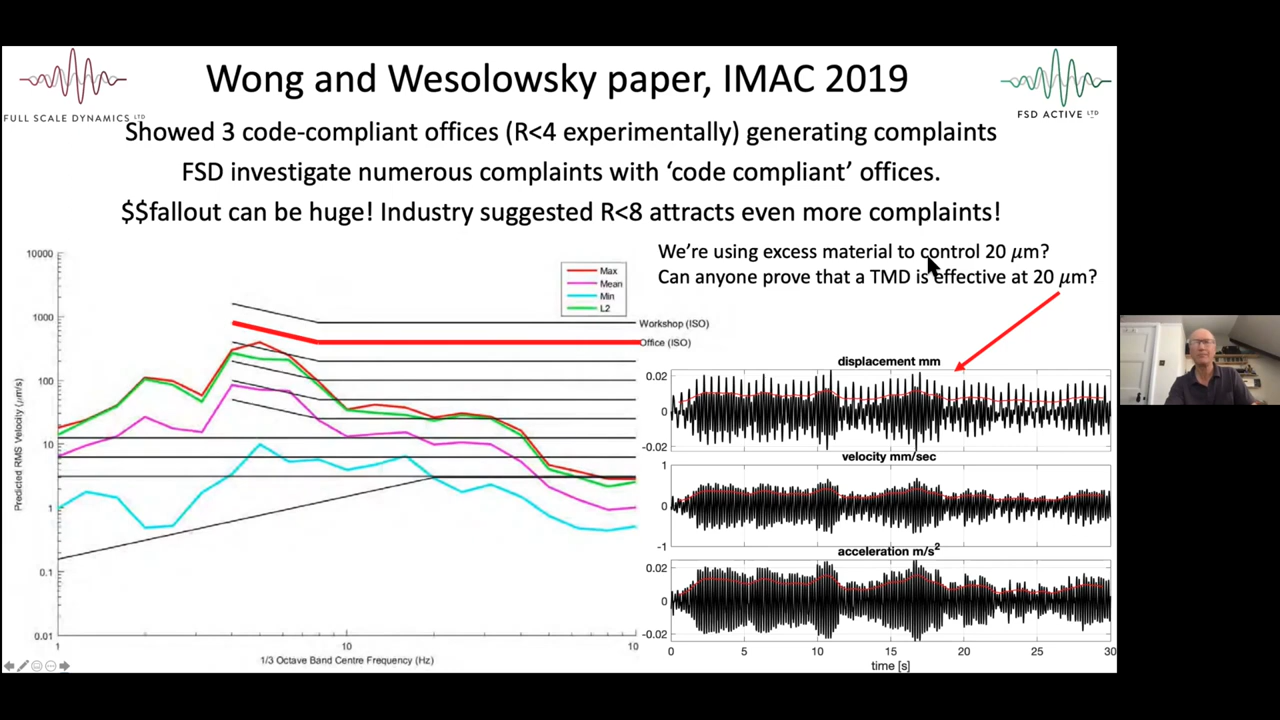 Wong and Wesolowsky paper, IMAC 2019
FULL SCALE DYNAMICS LTD
FSD ACTIVE LTD
Showed 3 code-compliant offices (R<4 experimentally) generating complaints
FSD investigate numerous complaints with ‘code compliant’ offices.
$$fallout can be huge! Industry suggested R<8 attracts even more complaints!
We’re using excess material to control 20 𝜇m?
Can anyone prove that a TMD is effective at 20 𝜇m?
10000
1000
100
10
1
0.1
0.01
Predicted RMS Velocity (μm/s)
Max
Mean
Min
L2
Workshop (ISO)
Office (ISO)
1
10
10
1/3 Octave Band Centre Frequency (Hz)
displacement mm
0.02
0
-0.02
velocity mm/sec
1
0
-1
acceleration m/s²
0.02
0
-0.02
0 5 10 15 20 25 30
time [s]